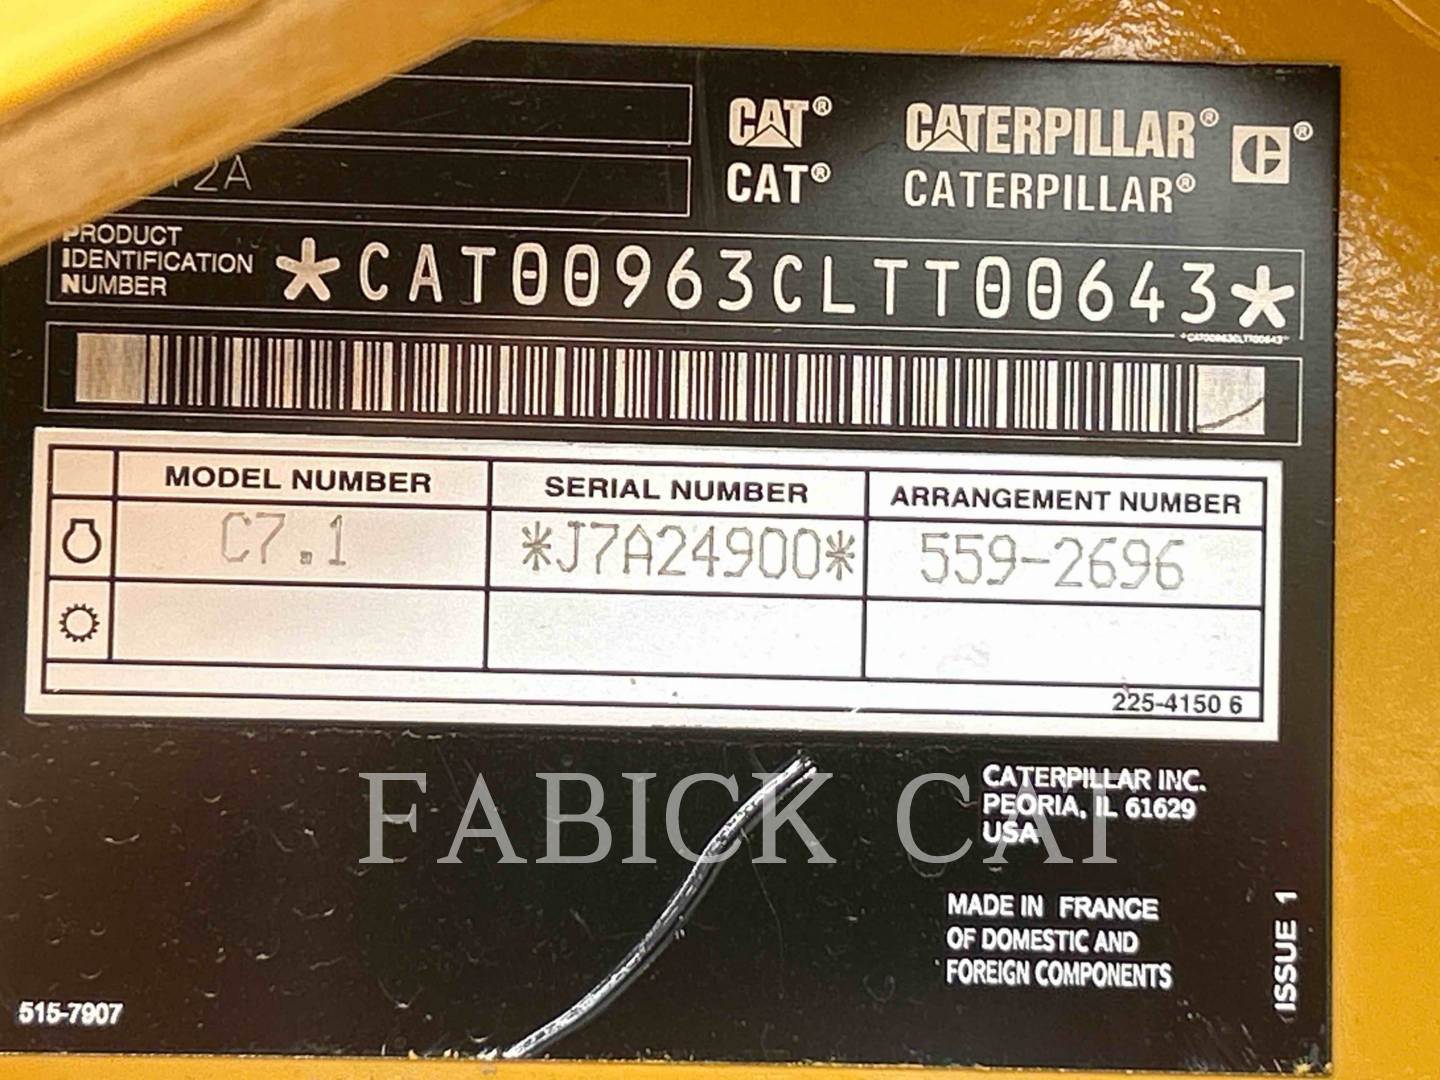 CAT® CATERPILLAR® ®
CAT® CATERPILLAR®
PRODUCT
IDENTIFICATION
NUMBER
*CAT00963CLTT00643*
*CAT00963CLTT00643*
MODEL NUMBER SERIAL NUMBER ARRANGEMENT NUMBER
C7.1 *J7A24900* 559-2696
225-4150 6
CATERPILLAR INC.
PEORIA, IL 61629
USA
FABICK CAT
MADE IN FRANCE
OF DOMESTIC AND
FOREIGN COMPONENTS
ISSUE 1
515-7907